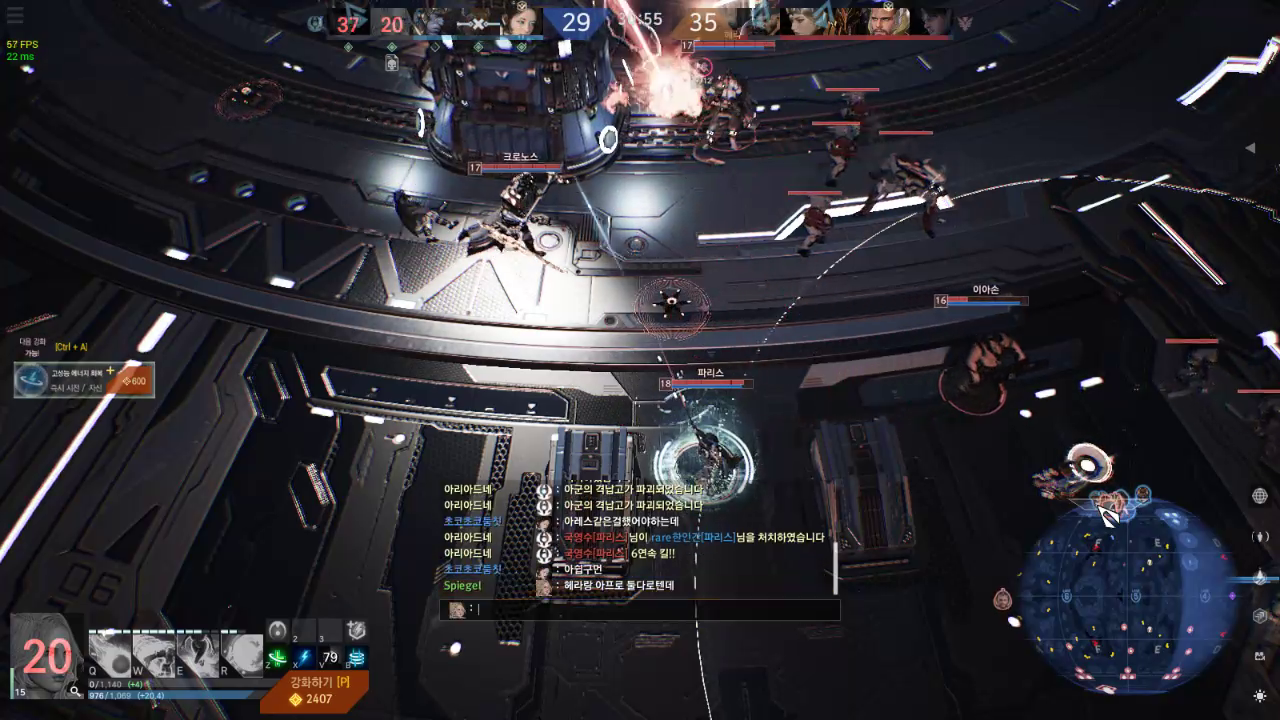 57 FPS
22 ms
37 20 29 30:55 35
17
크로노스
17
이아손
16
파리스
18
다음 강화
가능!
[Ctrl + A]
고성능 에너지 회복
즉시 시전 / 자신
600
아리아드네 : 아군의 격납고가 파괴되었습니다
아리아드네 : 아군의 격납고가 파괴되었습니다
초코초코둠칫 : 아레스같은걸했어야하는데
아리아드네 : 국영수[파리스]님이 rare한인간[파리스]님을 처치하였습니다
아리아드네 : 국영수[파리스] 6연속 킬!!
초코초코둠칫 : 아쉽구먼
Spiegel : 헤라랑 아프로 둘다로텐데
:
20
15
Q W E R
2 3
Z X V 79 B
0/1,140 (+4)
976/1,069 (+20.4)
강화하기 [P]
2407
06